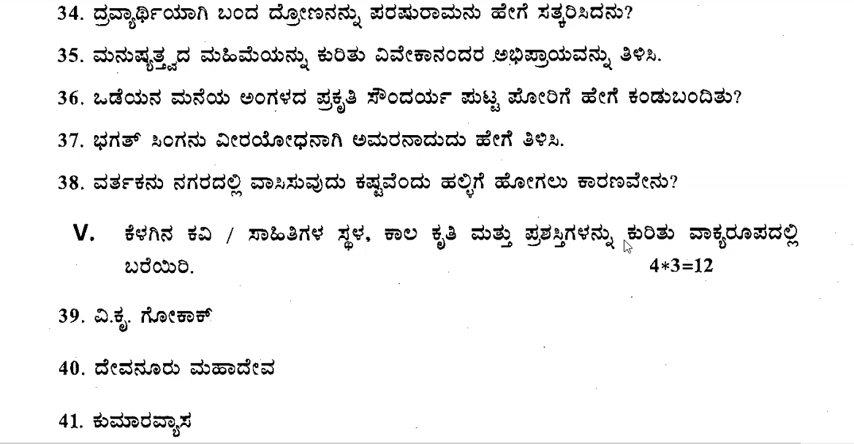 34. ದ್ರವ್ಯಾರ್ಥಿಯಾಗಿ ಬಂದ ದ್ರೋಣನನ್ನು ಪರಶುರಾಮನು ಹೇಗೆ ಸತ್ಕರಿಸಿದನು?
35. ಮನುಷ್ಯತ್ತ್ವದ ಮಹಿಮೆಯನ್ನು ಕುರಿತು ವಿವೇಕಾನಂದರ ಅಭಿಪ್ರಾಯವನ್ನು ತಿಳಿಸಿ.
36. ಒಡೆಯನ ಮನೆಯ ಅಂಗಳದ ಪ್ರಕೃತಿ ಸೌಂದರ್ಯ ಪುಟ್ಟ ಪೋರಿಗೆ ಹೇಗೆ ಕಂಡುಬಂದಿತು?
37. ಭಗತ್ ಸಿಂಗನು ವೀರಯೋಧನಾಗಿ ಅಮರನಾದುದು ಹೇಗೆ ತಿಳಿಸಿ.
38. ವರ್ತಕನು ನಗರದಲ್ಲಿ ವಾಸಿಸುವುದು ಕಷ್ಟವೆಂದು ಹಳ್ಳಿಗೆ ಹೋಗಲು ಕಾರಣವೇನು?
V. ಕೆಳಗಿನ ಕವಿ / ಸಾಹಿತಿಗಳ ಸ್ಥಳ, ಕಾಲ ಕೃತಿ ಮತ್ತು ಪ್ರಶಸ್ತಿಗಳನ್ನು ಕುರಿತು ವಾಕ್ಯರೂಪದಲ್ಲಿ
ಬರೆಯಿರಿ. 4*3=12
39. ವಿ.ಕೃ. ಗೋಕಾಕ್
40. ದೇವನೂರು ಮಹಾದೇವ
41. ಕುಮಾರವ್ಯಾಸ